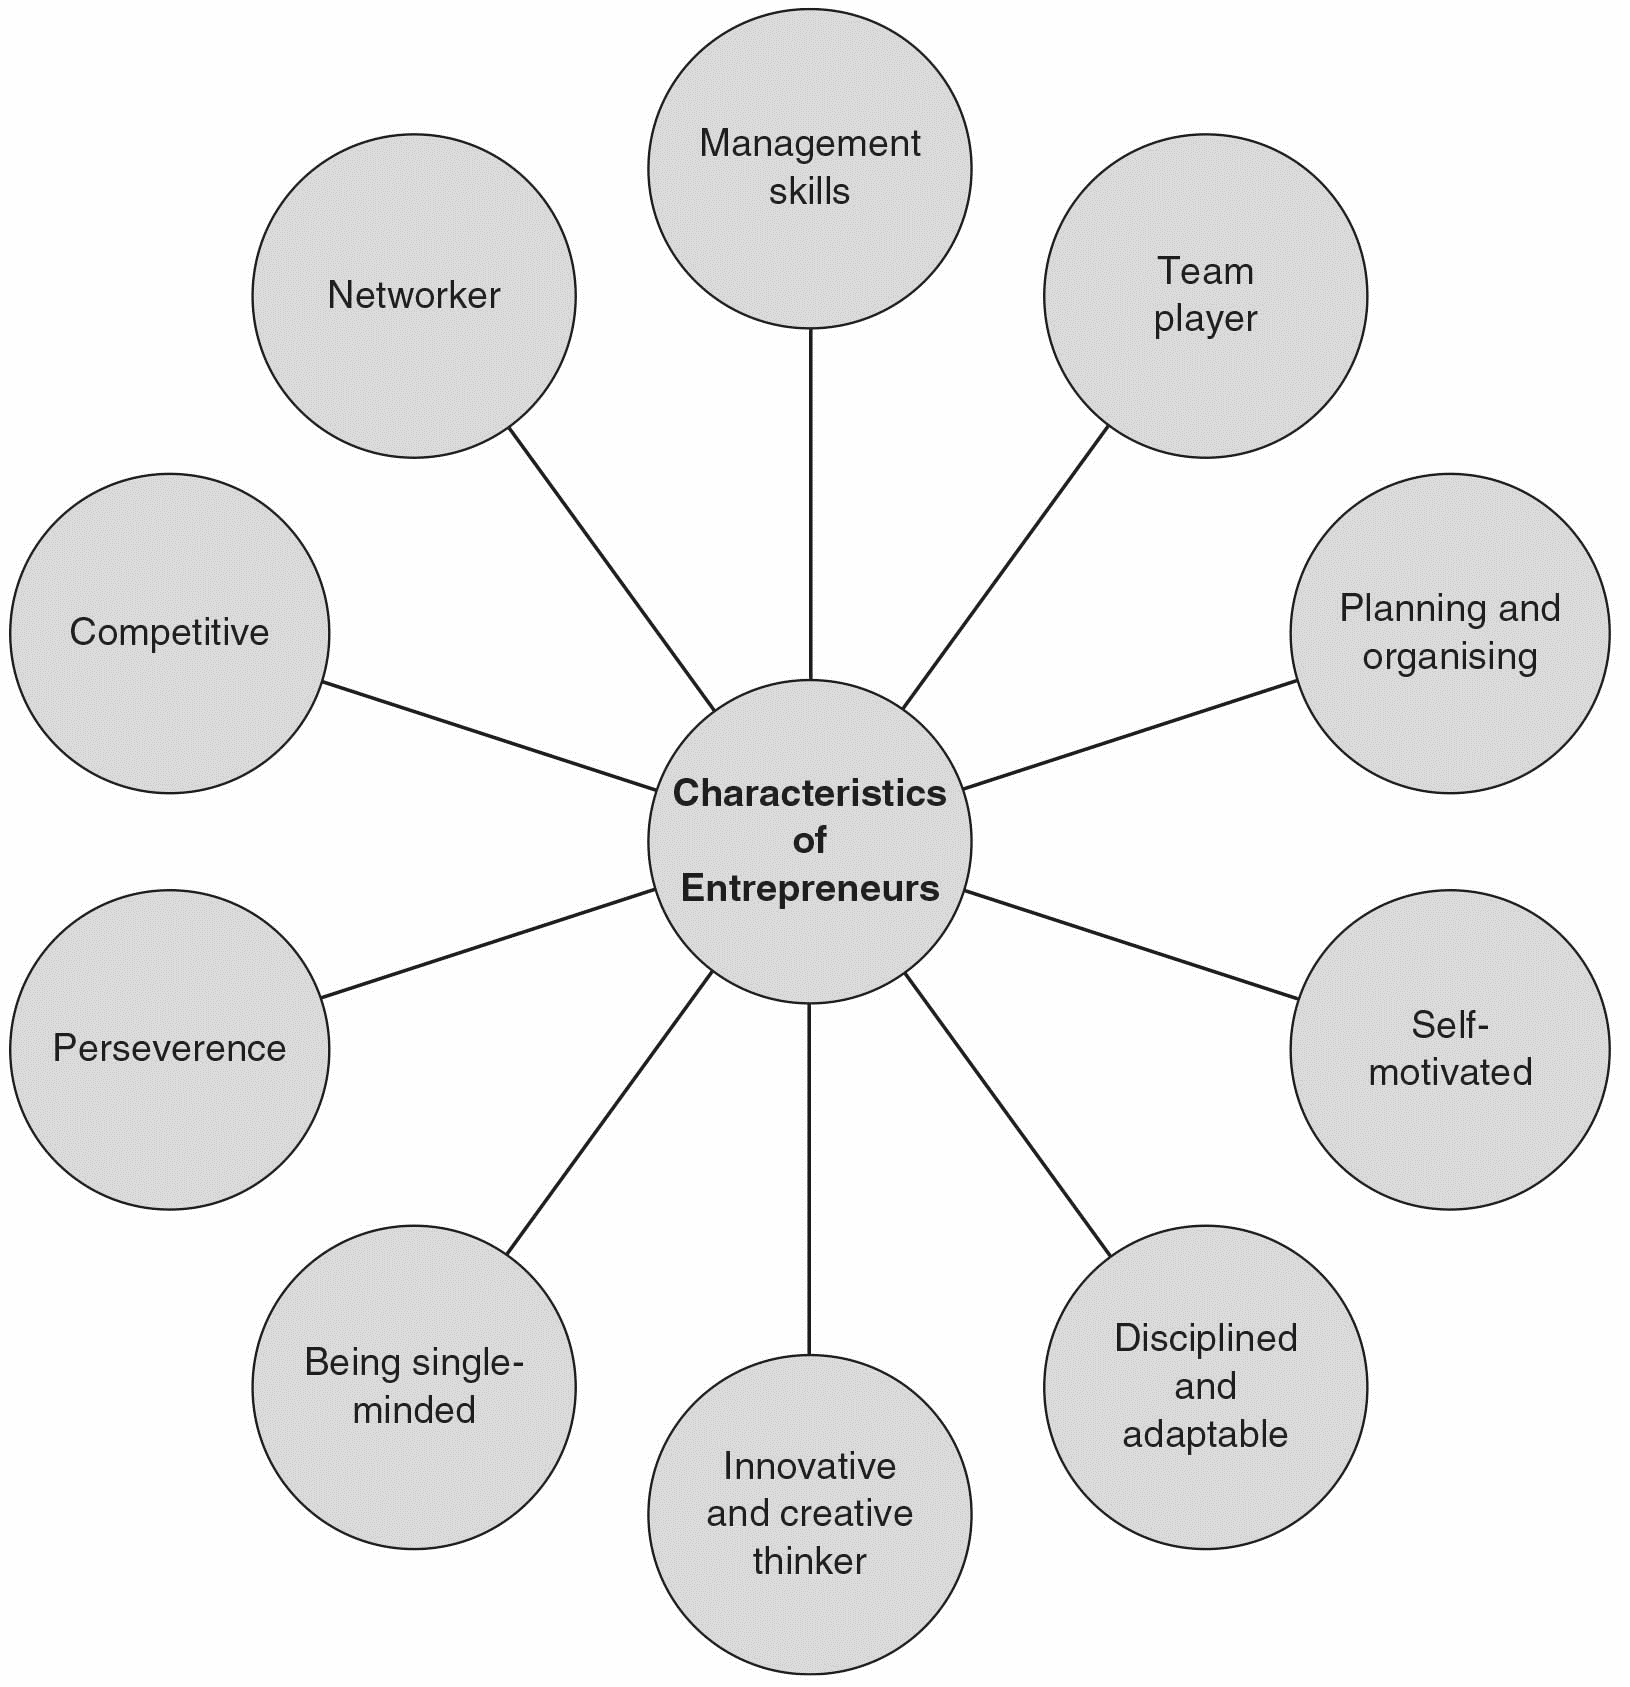 Management
skills
Networker
Team
player
Competitive
Planning and
organising
Characteristics
of
Entrepreneurs
Perseverence
Self-
motivated
Being single-
minded
Disciplined
and
adaptable
Innovative
and creative
thinker